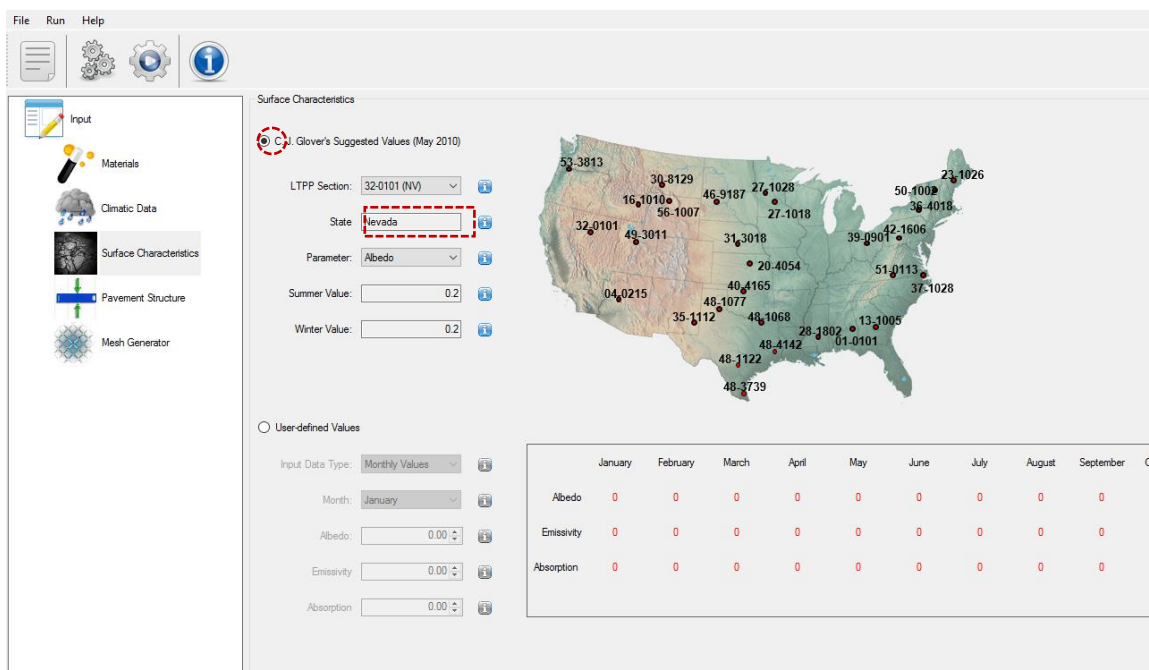 File Run Help
Input
Materials
Climatic Data
Surface Characteristics
Pavement Structure
Mesh Generator
Surface Characteristics
C. J. Glover's Suggested Values (May 2010)
LTPP Section: 32-0101 (NV)
State Nevada
Parameter: Albedo
Summer Value: 0.2
Winter Value: 0.2
53-3813
30-8129
23-1026
16-1010
46-9187
27-1028
50-1002
56-1007
27-1018
36-4018
32-0101
49-3011
31-3018
39-0901
42-1606
20-4054
51-0113
04-0215
40-4165
37-1028
48-1077
35-1112
48-1068
13-1005
28-1802
01-0101
48-4142
48-1122
48-3739
User-defined Values
Input Data Type: Monthly Values
Month: January
Albedo: 0.00
Emissivity 0.00
Absorption 0.00
January February March April May June July August September
Albedo 0 0 0 0 0 0 0 0 0
Emissivity 0 0 0 0 0 0 0 0 0
Absorption 0 0 0 0 0 0 0 0 0